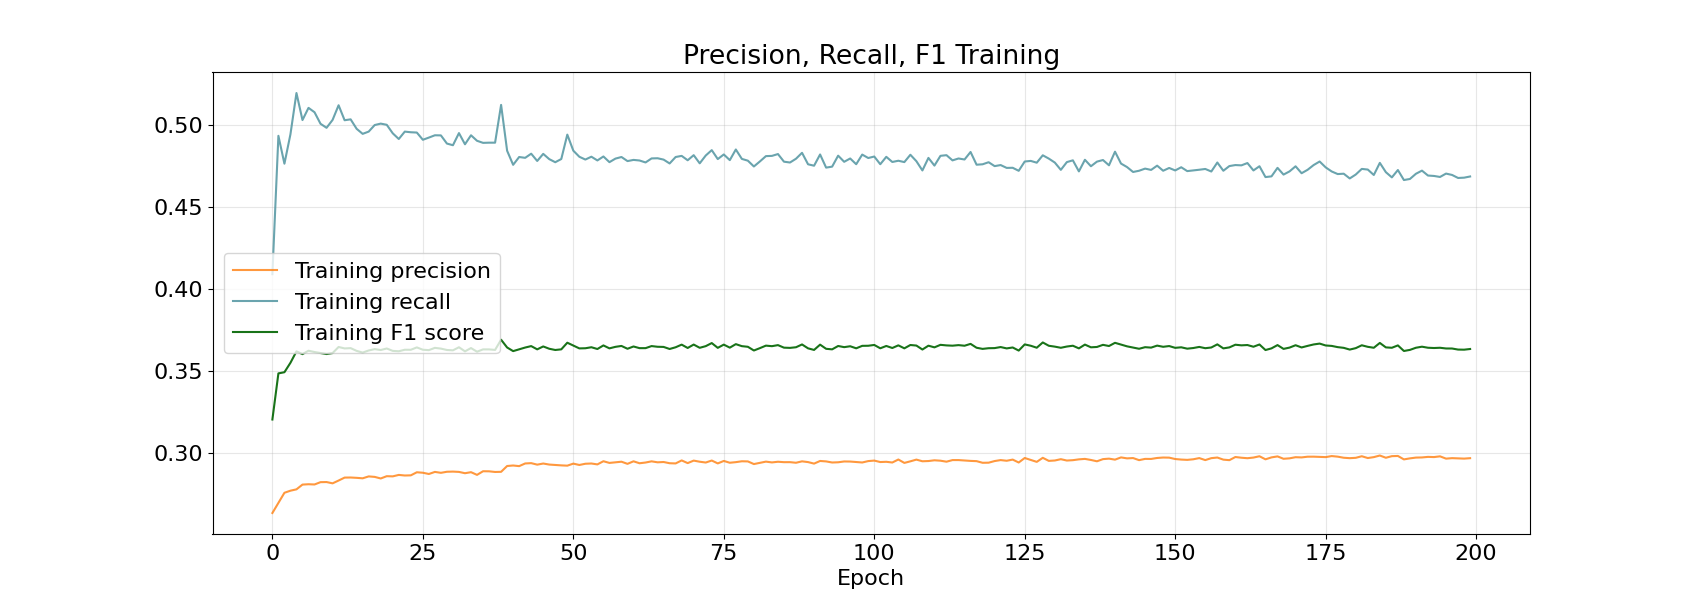 Precision, Recall, F1 Training
0.50
0.45
0.40
0.35
0.30
Training precision
Training recall
Training F1 score
0 25 50 75 100 125 150 175 200
Epoch